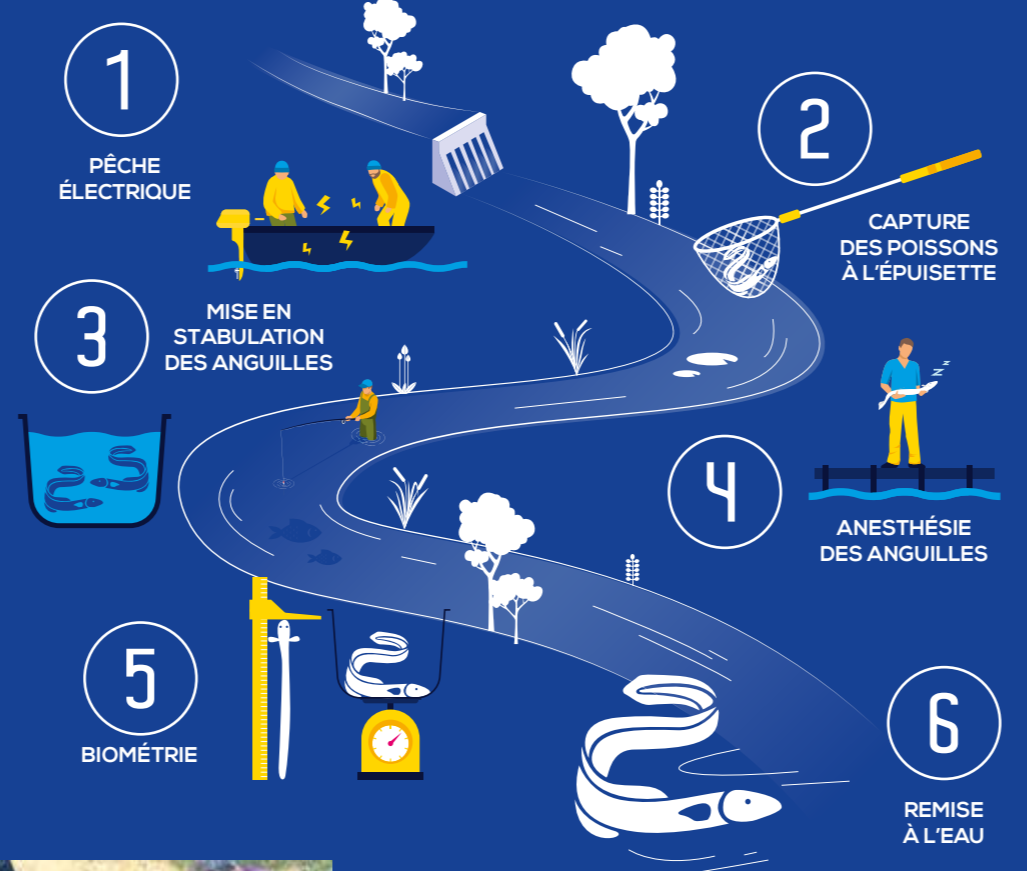 1
PÊCHE
ÉLECTRIQUE
2
CAPTURE
DES POISSONS
À L'ÉPUISETTE
3
MISE EN
STABULATION
DES ANGUILLES
4
ANESTHÉSIE
DES ANGUILLES
z z z
5
BIOMÉTRIE
6
REMISE
À L'EAU